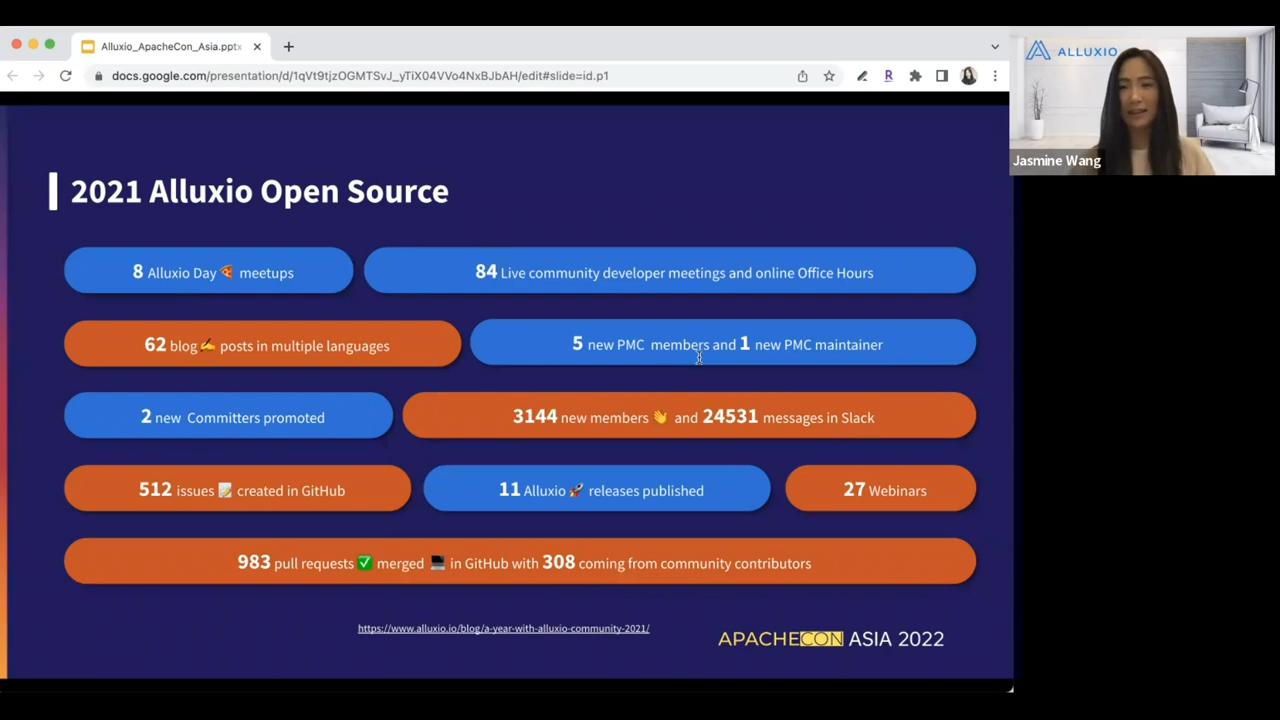 Alluxio_ApacheCon_Asia.pptx
docs.google.com/presentation/d/1qVt9tjzOGMTSvJ_yTiX04VVo4NxBJbAH/edit#slide=id.p1
R
ALLUXIO
Jasmine Wang
2021 Alluxio Open Source
8 Alluxio Day 🍕 meetups
84 Live community developer meetings and online Office Hours
62 blog ✍️ posts in multiple languages
5 new PMC members and 1 new PMC maintainer
2 new Committers promoted
3144 new members 👋 and 24531 messages in Slack
512 issues 📝 created in GitHub
11 Alluxio 🚀 releases published
27 Webinars
983 pull requests ✅ merged 💻 in GitHub with 308 coming from community contributors
https://www.alluxio.io/blog/a-year-with-alluxio-community-2021/
APACHECON ASIA 2022